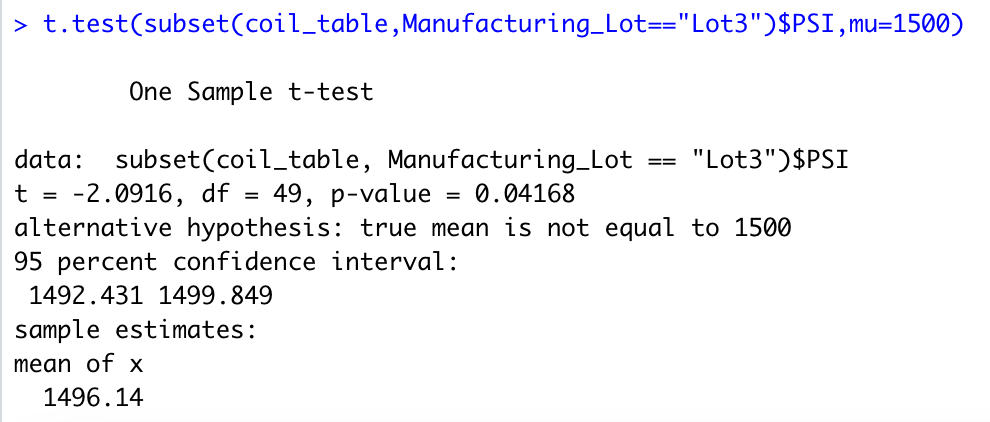 > t.test(subset(coil_table,Manufacturing_Lot=="Lot3")$PSI,mu=1500)
One Sample t-test
data:  subset(coil_table, Manufacturing_Lot == "Lot3")$PSI
t = -2.0916, df = 49, p-value = 0.04168
alternative hypothesis: true mean is not equal to 1500
95 percent confidence interval:
1492.431 1499.849
sample estimates:
mean of x
1496.14